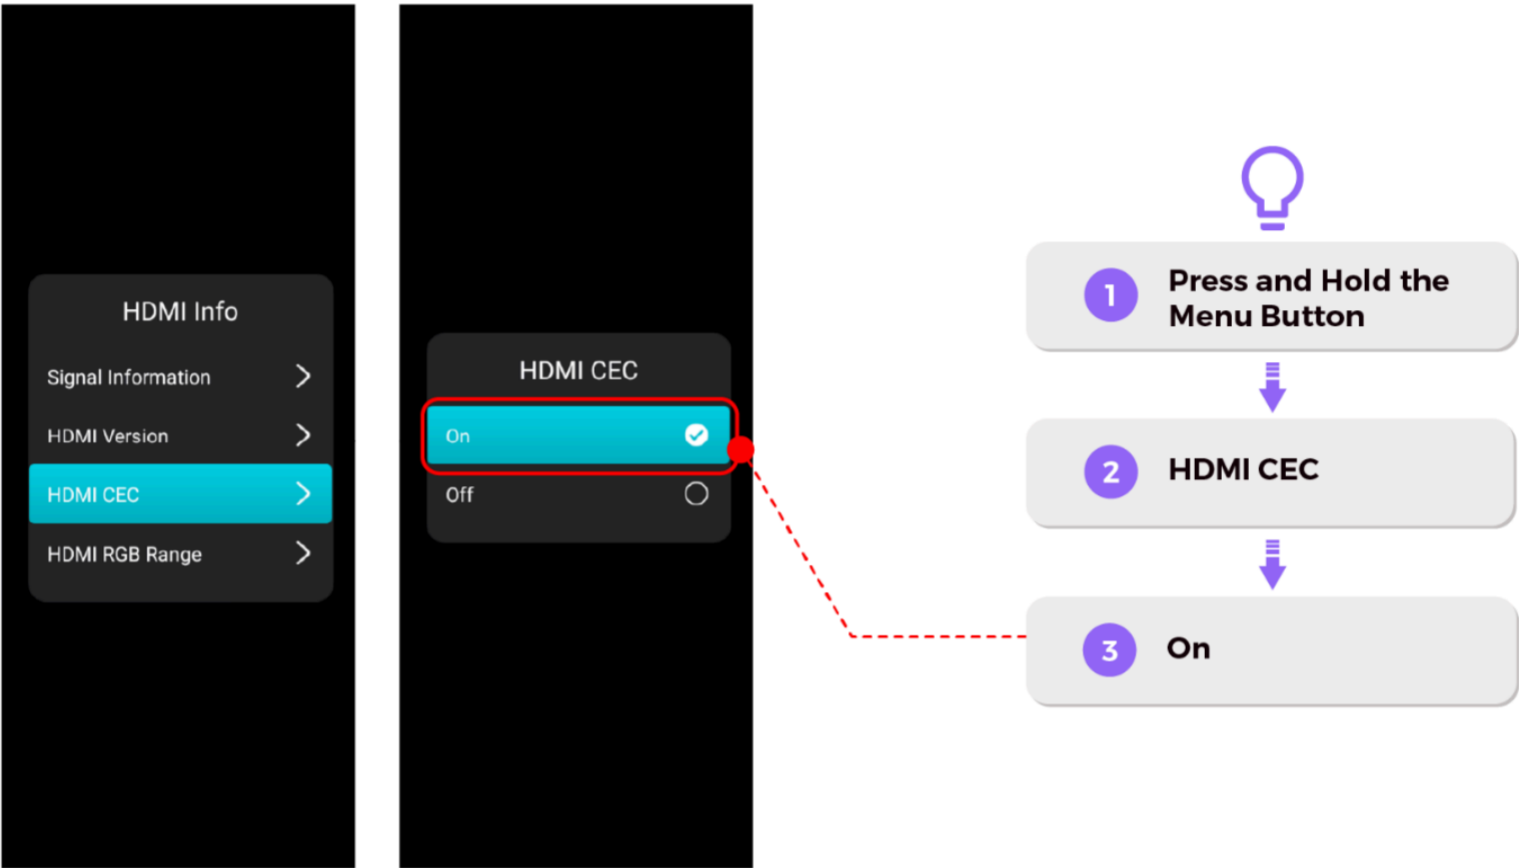 HDMI Info
Signal Information
HDMI Version
HDMI CEC
HDMI RGB Range
HDMI CEC
On
Off
1
Press and Hold the
Menu Button
2
HDMI CEC
3
On